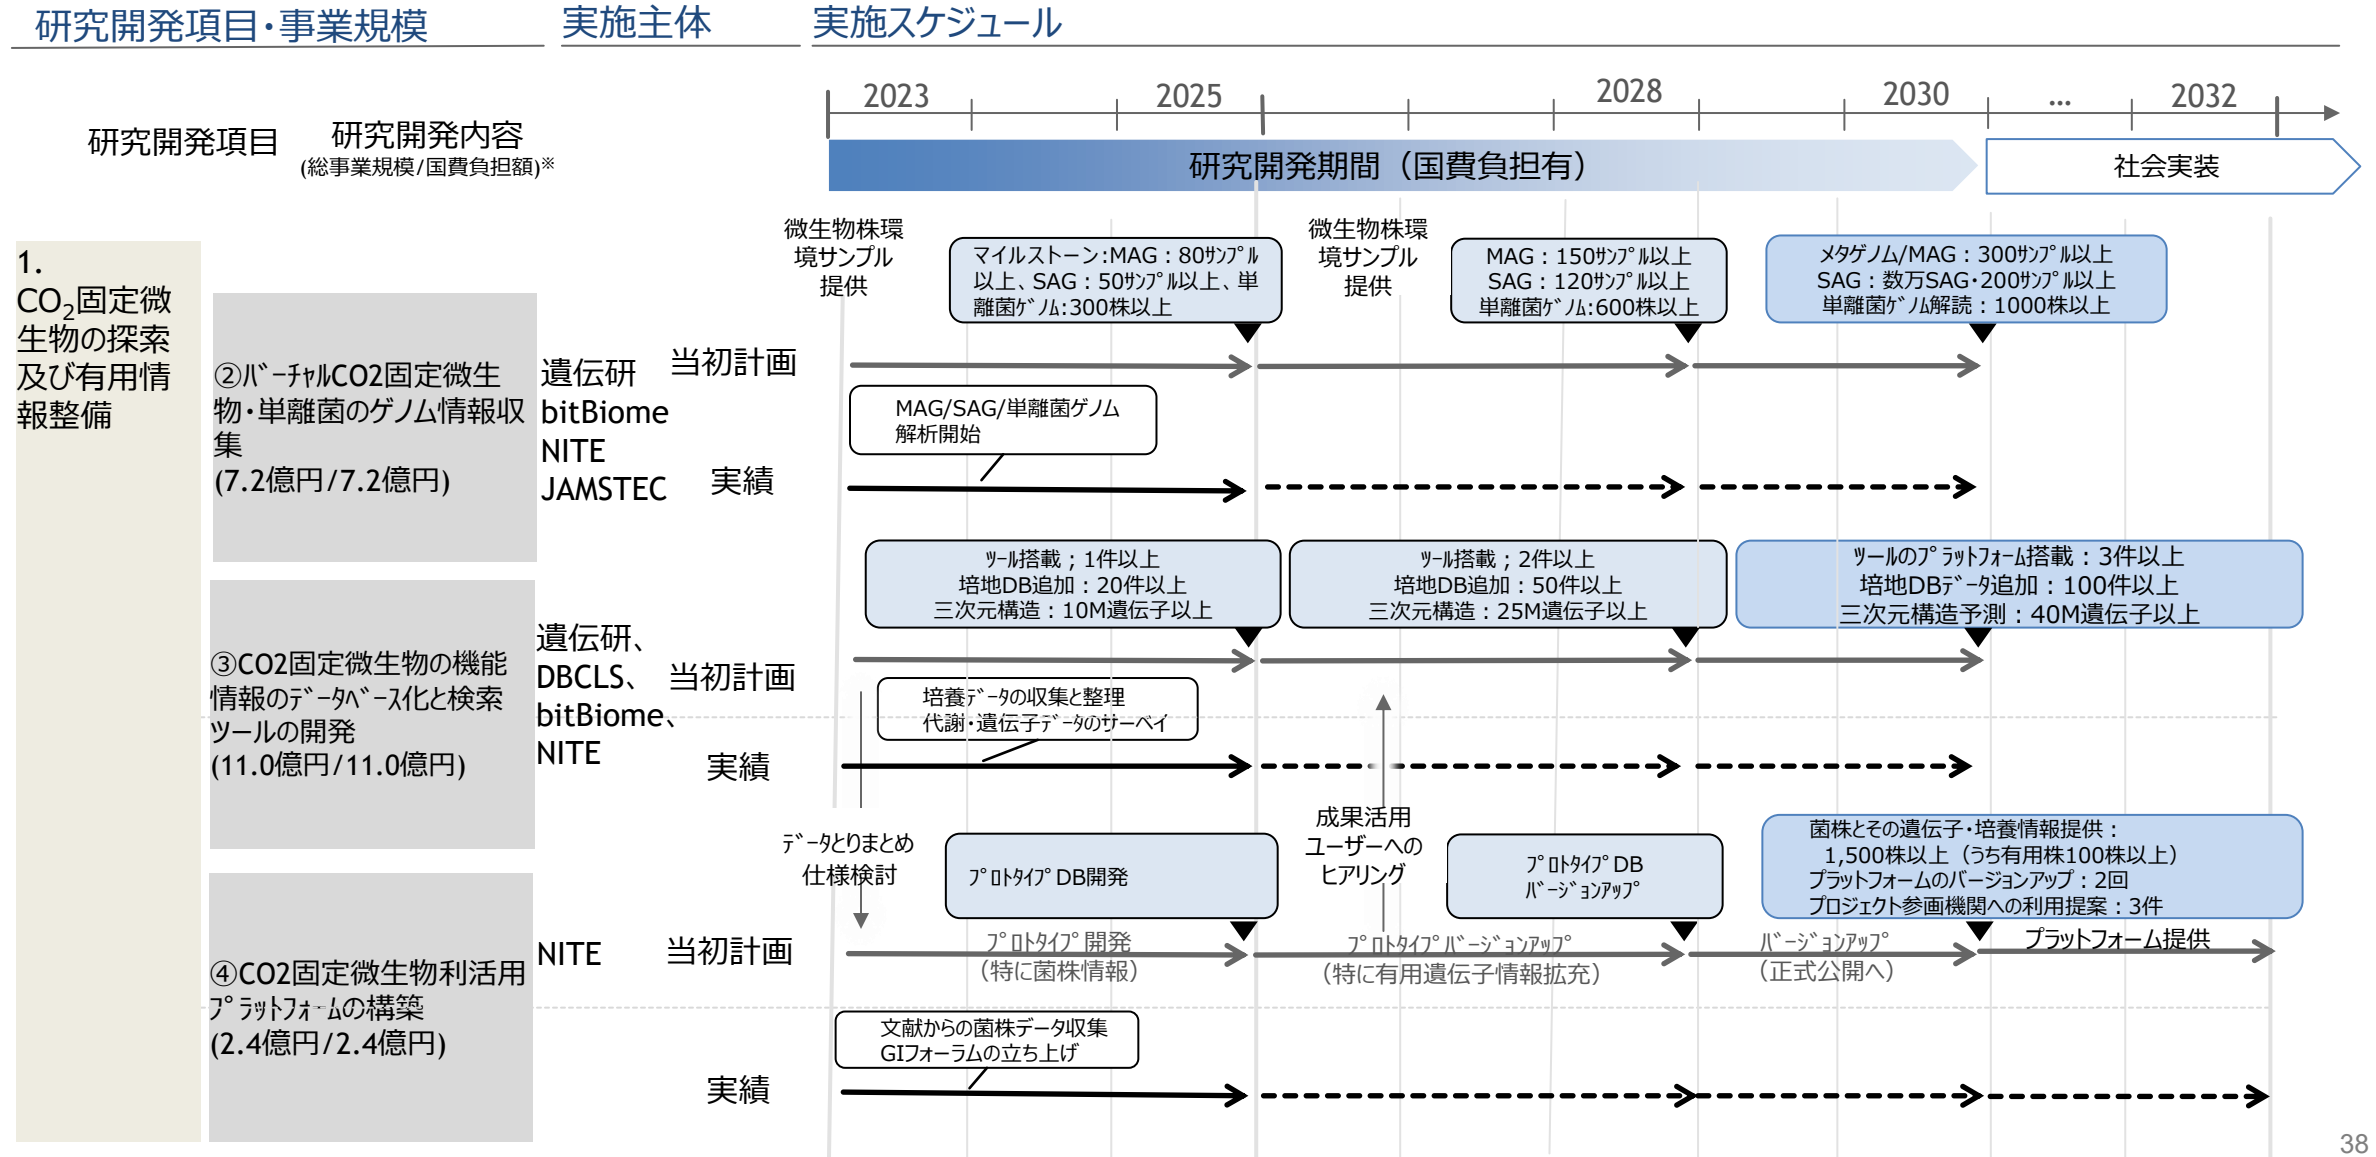 研究開発項目・事業規模
実施主体
実施スケジュール
2023
2025
2028
2030
...
2032
研究開発項目
研究開発内容
(総事業規模/国費負担額)※
研究開発期間（国費負担有）
社会実装
1.
CO2固定微
生物の探索
及び有用情
報整備
②ﾊﾞｰﾁｬﾙCO2固定微生
物・単離菌のゲノム情報収
集
(7.2億円/7.2億円)
遺伝研
bitBiome
NITE
JAMSTEC
当初計画
実績
微生物株環
境サンプル
提供
マイルストーン:MAG：80ｻﾝﾌﾟﾙ
以上、SAG：50ｻﾝﾌﾟﾙ以上、単
離菌ｹﾞﾉﾑ:300株以上
微生物株環
境サンプル
提供
MAG：150ｻﾝﾌﾟﾙ以上
SAG：120ｻﾝﾌﾟﾙ以上
単離菌ｹﾞﾉﾑ:600株以上
メタゲノム/MAG：300ｻﾝﾌﾟﾙ以上
SAG：数万SAG・200ｻﾝﾌﾟﾙ以上
単離菌ｹﾞﾉﾑ解読：1000株以上
MAG/SAG/単離菌ゲノム
解析開始
③CO2固定微生物の機能
情報のﾃﾞｰﾀﾍﾞｰｽ化と検索
ツールの開発
(11.0億円/11.0億円)
遺伝研、
DBCLS、
bitBiome、
NITE
当初計画
実績
ﾂｰﾙ搭載；1件以上
培地DB追加：20件以上
三次元構造：10M遺伝子以上
ﾂｰﾙ搭載；2件以上
培地DB追加：50件以上
三次元構造：25M遺伝子以上
ﾂｰﾙのﾌﾟﾗｯﾄﾌｫｰﾑ搭載：3件以上
培地DBﾃﾞｰﾀ追加：100件以上
三次元構造予測：40M遺伝子以上
培養ﾃﾞｰﾀの収集と整理
代謝・遺伝子ﾃﾞｰﾀのサーベイ
ﾃﾞｰﾀとりまとめ
仕様検討
成果活用
ユーザーへの
ヒアリング
④CO2固定微生物利活用
ﾌﾟﾗｯﾄﾌｫｰﾑの構築
(2.4億円/2.4億円)
NITE
当初計画
実績
ﾌﾟﾛﾄﾀｲﾌﾟDB開発
ﾌﾟﾛﾄﾀｲﾌﾟDB
ﾊﾞｰｼﾞｮﾝｱｯﾌﾟ
菌株とその遺伝子・培養情報提供：
1,500株以上（うち有用株100株以上）
プラットフォームのバージョンアップ：2回
プロジェクト参画機関への利用提案：3件
ﾌﾟﾛﾄﾀｲﾌﾟ開発
（特に菌株情報）
ﾌﾟﾛﾄﾀｲﾌﾟﾊﾞｰｼﾞｮﾝｱｯﾌﾟ
（特に有用遺伝子情報拡充）
ﾊﾞｰｼﾞｮﾝｱｯﾌﾟ
（正式公開へ）
プラットフォーム提供
文献からの菌株データ収集
GIフォーラムの立ち上げ
38